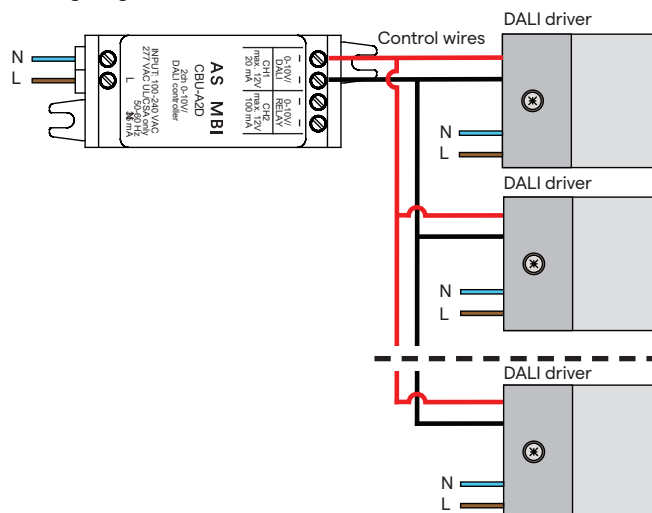 DALI driver
Control wires
N
L
AS MBI
CBU-A2D
2ch 0-10V/
DALI controller
INPUT: 100-240 VAC
277 VAC UL/CSA only
50-60 Hz
L
0-10V/
DALI
CH1
max. 12V
20 mA
0-10V/
RELAY
CH2
max. 12V
100 mA
N
L
DALI driver
N
L
DALI driver
N
L